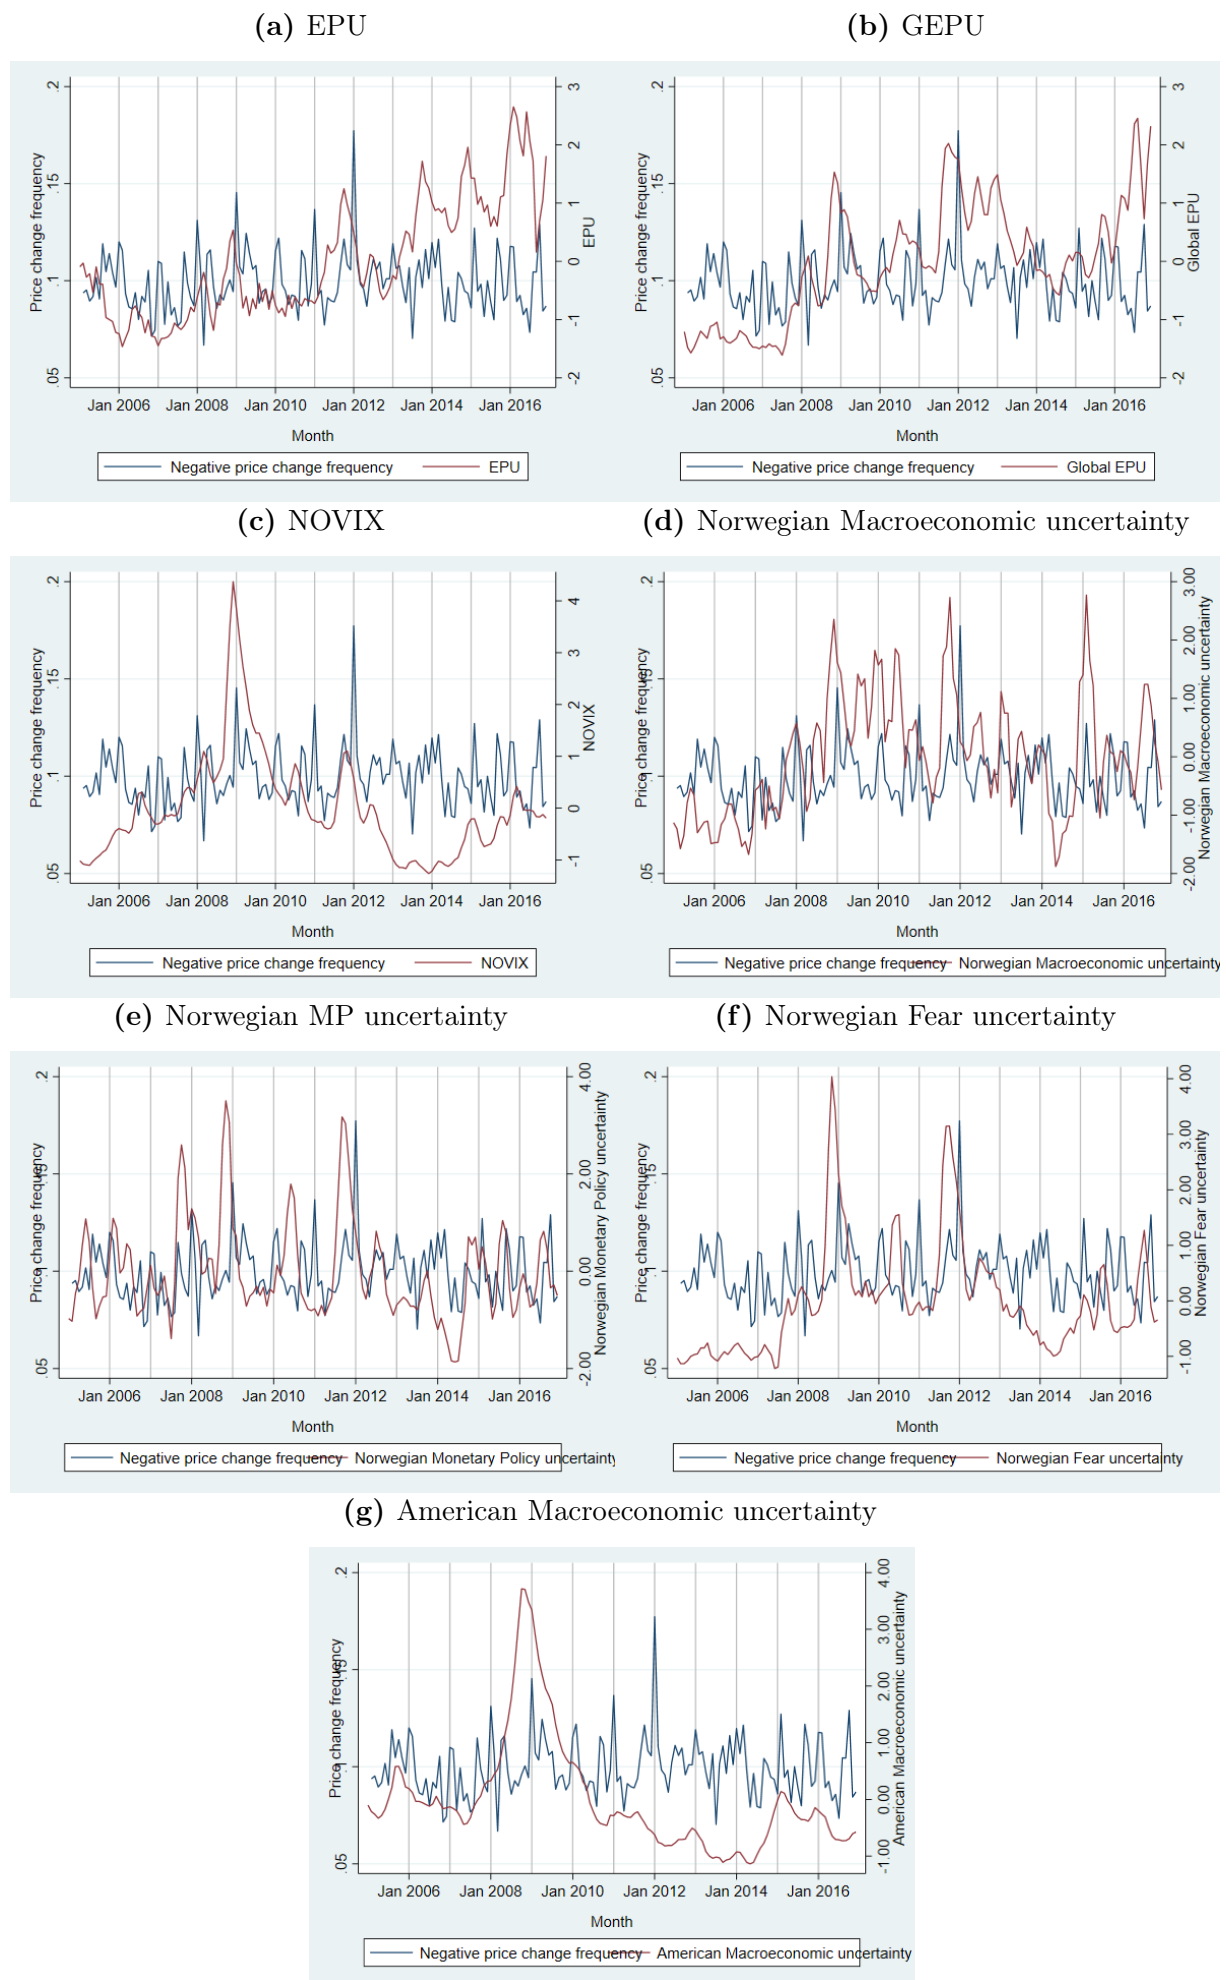 (a) EPU
(b) GEPU
.2
.15
.1
.05
Price change frequency
3
2
1
0
-1
-2
EPU
Jan 2006 Jan 2008 Jan 2010 Jan 2012 Jan 2014 Jan 2016
Month
Negative price change frequency EPU
.2
.15
.1
.05
Price change frequency
3
2
1
0
-1
-2
Global EPU
Jan 2006 Jan 2008 Jan 2010 Jan 2012 Jan 2014 Jan 2016
Month
Negative price change frequency Global EPU
(c) NOVIX
(d) Norwegian Macroeconomic uncertainty
.2
.15
.1
.05
Price change frequency
4
3
2
1
0
-1
NOVIX
Jan 2006 Jan 2008 Jan 2010 Jan 2012 Jan 2014 Jan 2016
Month
Negative price change frequency NOVIX
.2
.15
.1
.05
Price change frequency
3.00
2.00
1.00
0.00
-1.00
-2.00
Norwegian Macroeconomic uncertainty
Jan 2006 Jan 2008 Jan 2010 Jan 2012 Jan 2014 Jan 2016
Month
Negative price change frequency Norwegian Macroeconomic uncertainty
(e) Norwegian MP uncertainty
(f) Norwegian Fear uncertainty
.2
.15
.1
.05
Price change frequency
4.00
2.00
0.00
-2.00
Norwegian Monetary Policy uncertainty
Jan 2006 Jan 2008 Jan 2010 Jan 2012 Jan 2014 Jan 2016
Month
Negative price change frequency Norwegian Monetary Policy uncertainty
.2
.15
.1
.05
Price change frequency
4.00
3.00
2.00
1.00
0.00
-1.00
Norwegian Fear uncertainty
Jan 2006 Jan 2008 Jan 2010 Jan 2012 Jan 2014 Jan 2016
Month
Negative price change frequency Norwegian Fear uncertainty
(g) American Macroeconomic uncertainty
.2
.15
.1
.05
Price change frequency
4.00
3.00
2.00
1.00
0.00
-1.00
American Macroeconomic uncertainty
Jan 2006 Jan 2008 Jan 2010 Jan 2012 Jan 2014 Jan 2016
Month
Negative price change frequency American Macroeconomic uncertainty